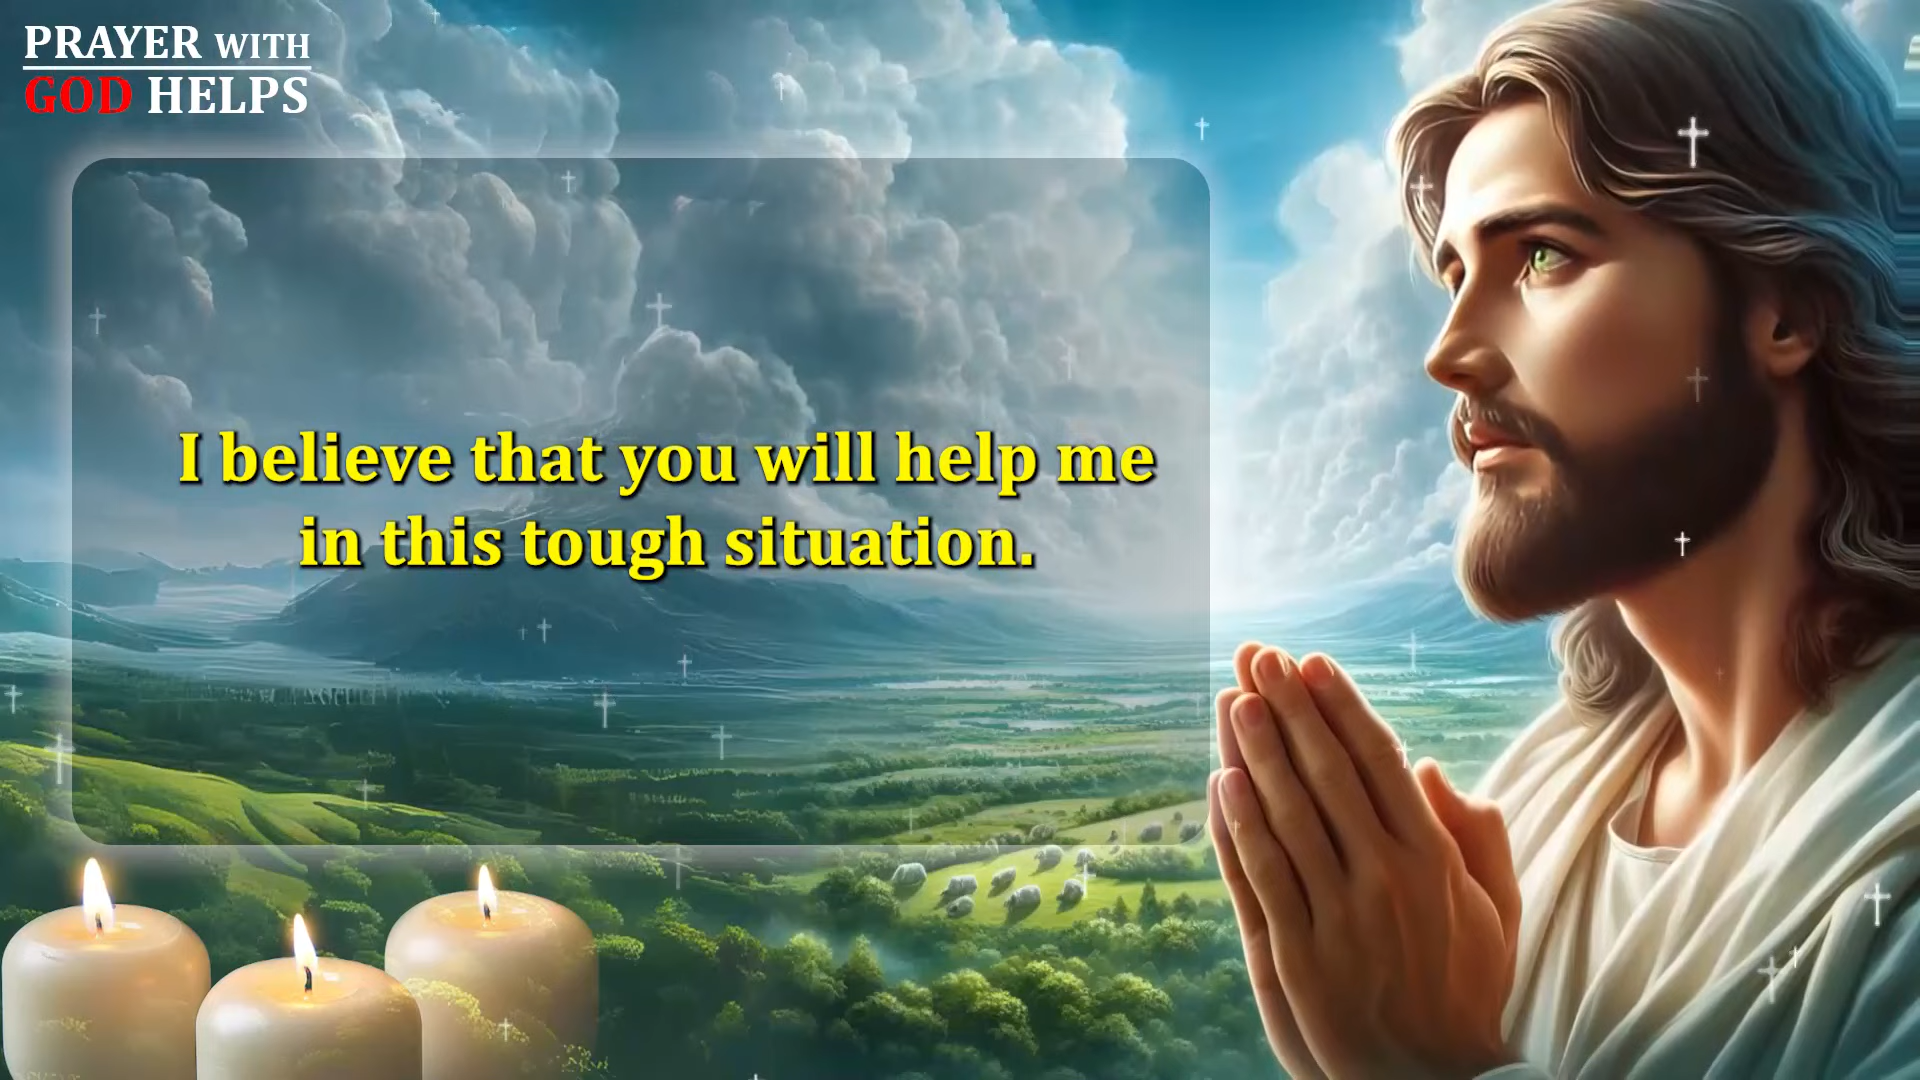 PRAYER WITH
GOD HELPS
I believe that you will help me
in this tough situation.